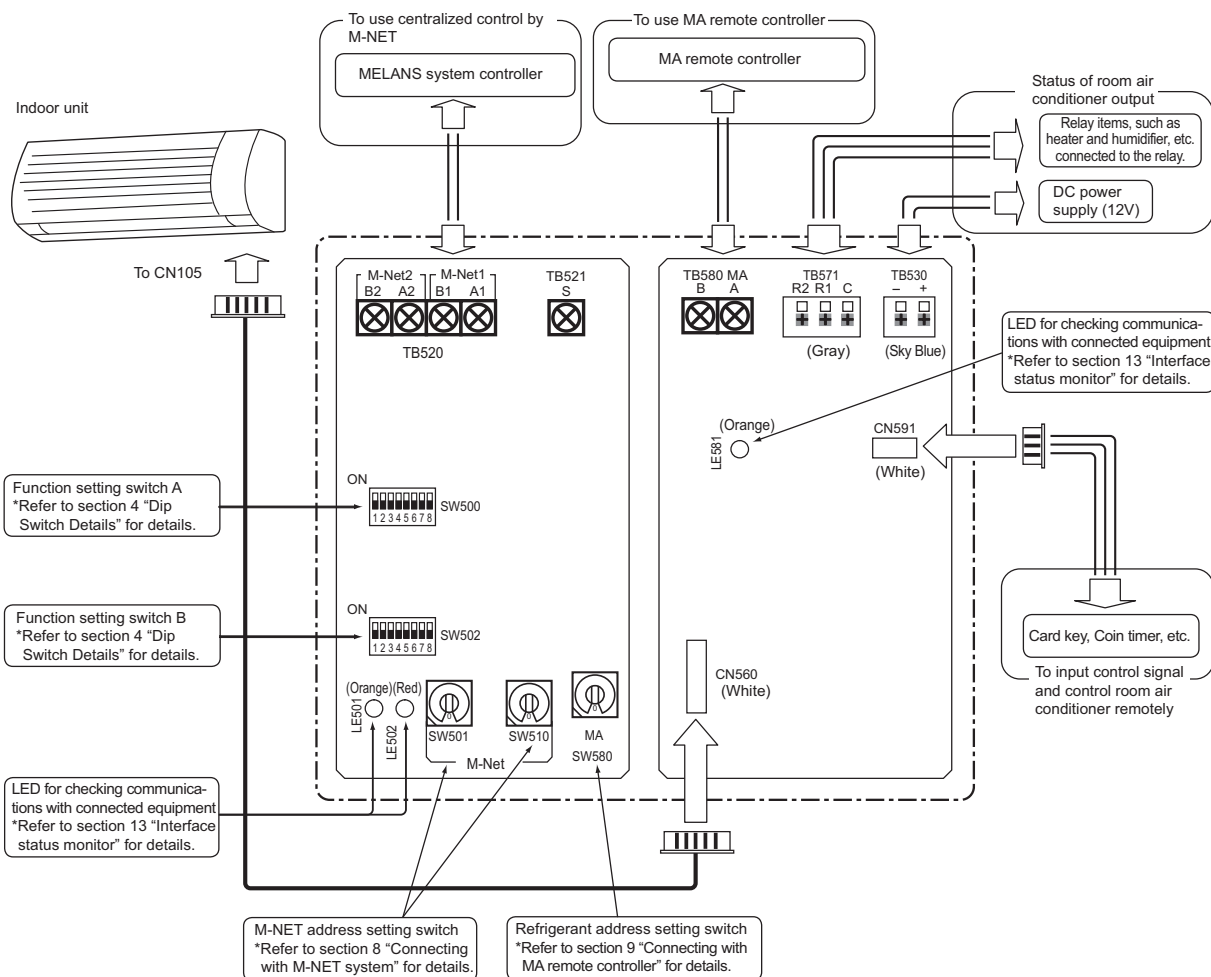 To use centralized control by
M-NET
MELANS system controller
To use MA remote controller
MA remote controller
Status of room air
conditioner output
Relay items, such as
heater and humidifier, etc.
connected to the relay.
DC power
supply (12V)
Indoor unit
To CN105
M-Net2
M-Net1
B2
A2
B1
A1
TB520
TB521
S
TB580 MA
B
A
TB571
R2
R1
C
(Gray)
TB530
–
+
(Sky Blue)
LED for checking communica-
tions with connected equipment
*Refer to section 13 “Interface
status monitor” for details.
(Orange)
LE581
CN591
(White)
Function setting switch A
*Refer to section 4 “Dip
Switch Details” for details.
ON
1 2 3 4 5 6 7 8
SW500
Function setting switch B
*Refer to section 4 “Dip
Switch Details” for details.
ON
1 2 3 4 5 6 7 8
SW502
Card key, Coin timer, etc.
To input control signal
and control room air
conditioner remotely
CN560
(White)
(Orange)
(Red)
LE501
LE502
0
SW501
0
SW510
M-Net
0
MA
SW580
LED for checking communica-
tions with connected equipment
*Refer to section 13 “Interface
status monitor” for details.
M-NET address setting switch
*Refer to section 8 “Connecting
with M-NET system” for details.
Refrigerant address setting switch
*Refer to section 9 “Connecting with
MA remote controller” for details.